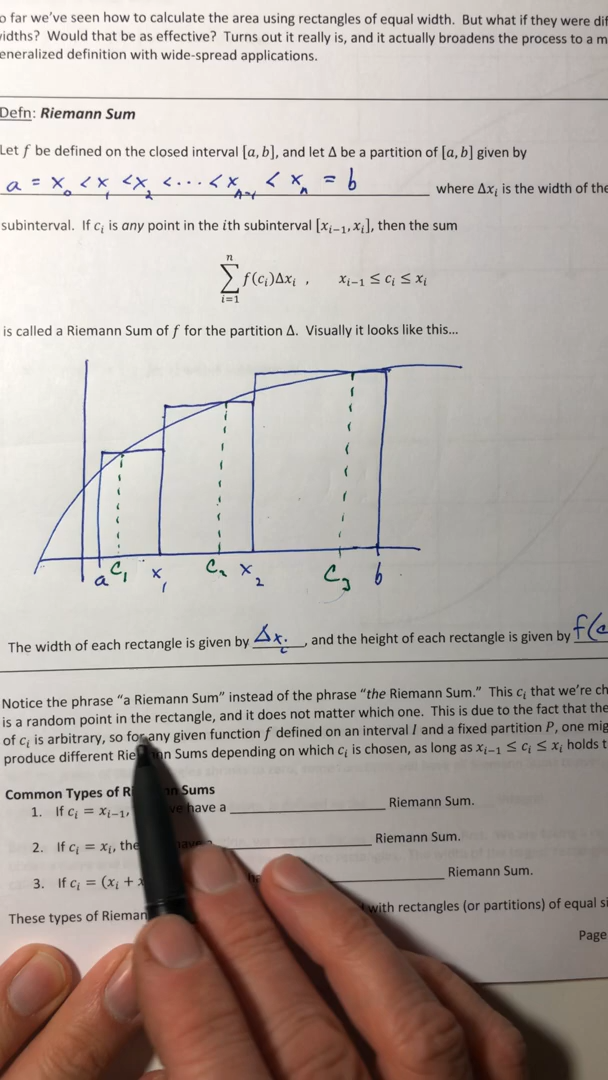 o far we've seen how to calculate the area using rectangles of equal width. But what if they were dif
idths? Would that be as effective? Turns out it really is, and it actually broadens the process to a m
eneralized definition with wide-spread applications.
Defn: Riemann Sum
Let f be defined on the closed interval [a, b], and let Δ be a partition of [a, b] given by
a = x₀ < x₁ < x₂ < ··· < xₙ₋₁ < xₙ = b where Δxᵢ is the width of the
subinterval. If cᵢ is any point in the ith subinterval [xᵢ₋₁, xᵢ], then the sum
n
∑ f(cᵢ)Δxᵢ , xᵢ₋₁ ≤ cᵢ ≤ xᵢ
i=1
is called a Riemann Sum of f for the partition Δ. Visually it looks like this...
a C₁ x₁ C₂ x₂ C₃ b
The width of each rectangle is given by Δxᵢ , and the height of each rectangle is given by f(c
Notice the phrase "a Riemann Sum" instead of the phrase "the Riemann Sum." This cᵢ that we're ch
is a random point in the rectangle, and it does not matter which one. This is due to the fact that the
of cᵢ is arbitrary, so for any given function f defined on an interval I and a fixed partition P, one mig
produce different Rie nn Sums depending on which cᵢ is chosen, as long as xᵢ₋₁ ≤ cᵢ ≤ xᵢ holds t
Common Types of R nn Sums
1. If cᵢ = xᵢ₋₁, ve have a Riemann Sum.
2. If cᵢ = xᵢ, the Riemann Sum.
3. If cᵢ = (xᵢ + x Riemann Sum.
These types of Rieman with rectangles (or partitions) of equal si
Page